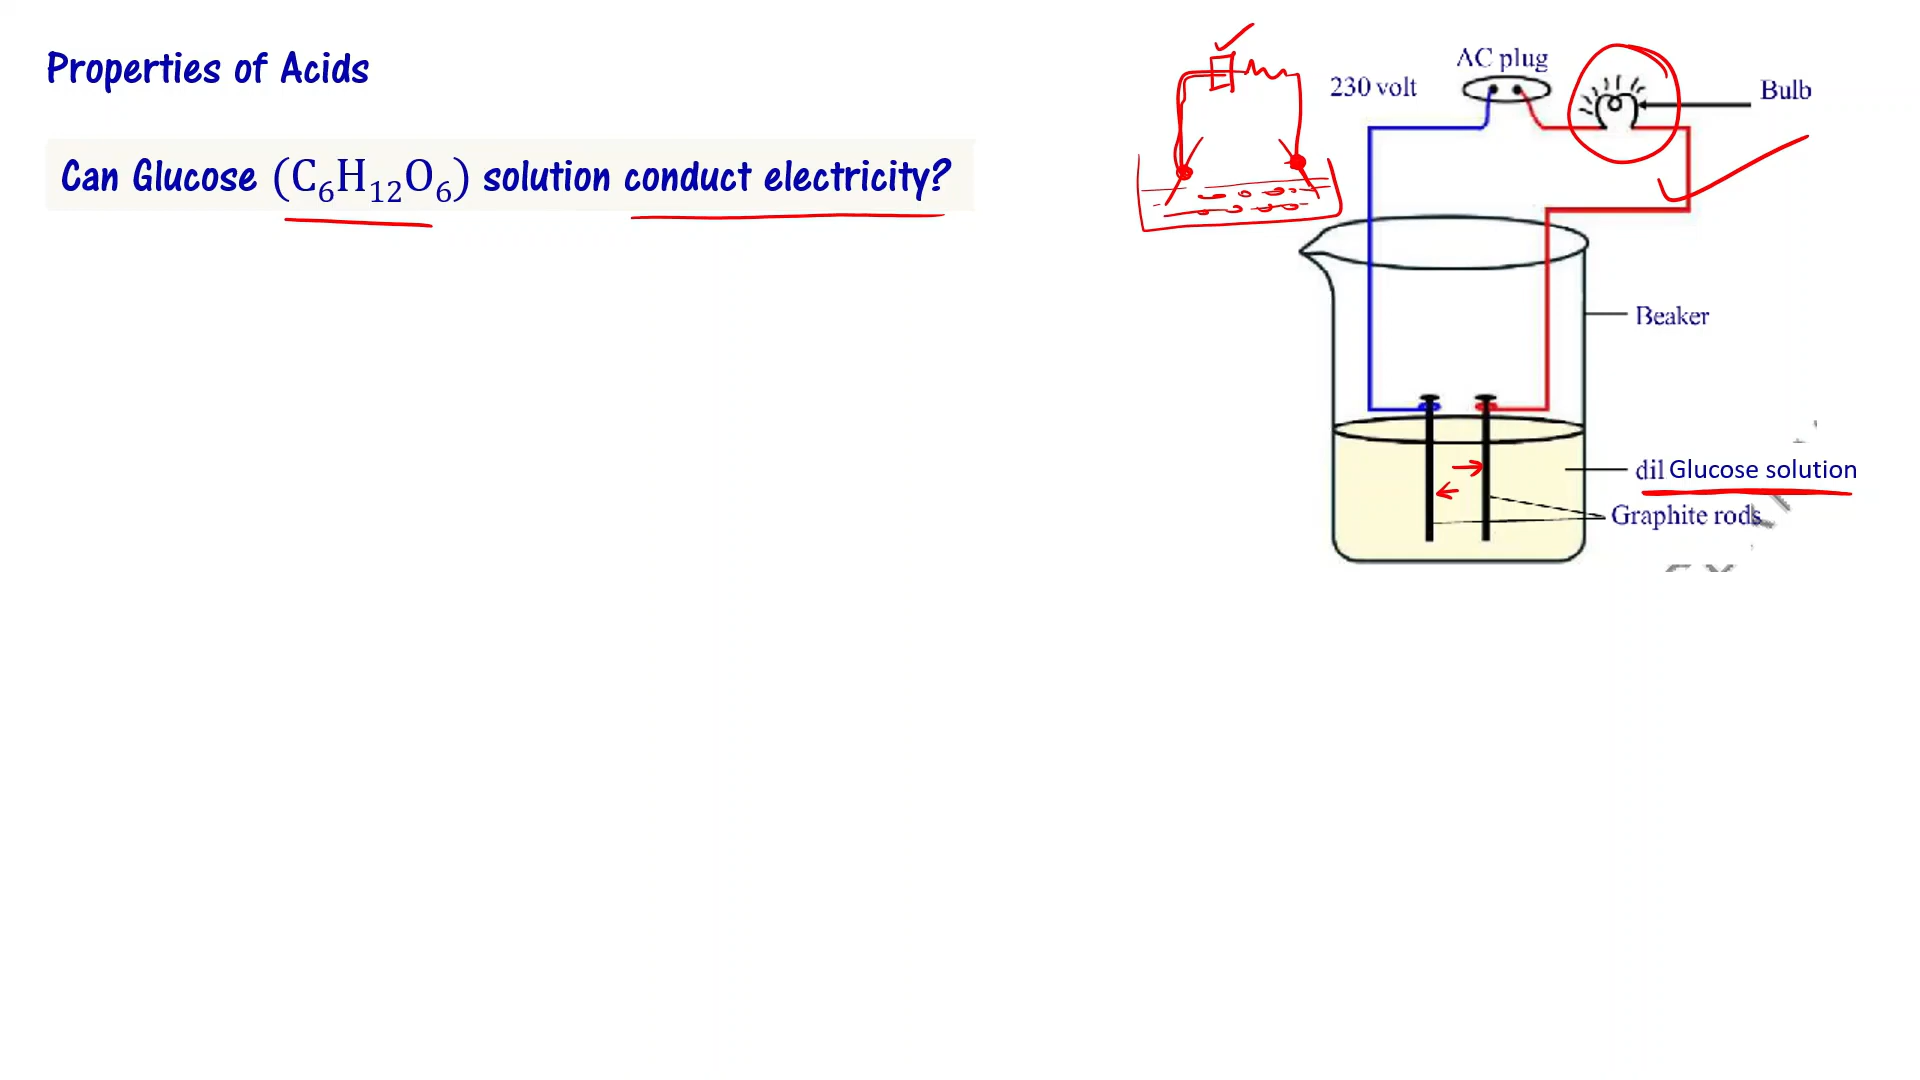 Properties of Acids
Can Glucose (C₆H₁₂O₆) solution conduct electricity?
AC plug
230 volt
Bulb
Beaker
dil Glucose solution
Graphite rods